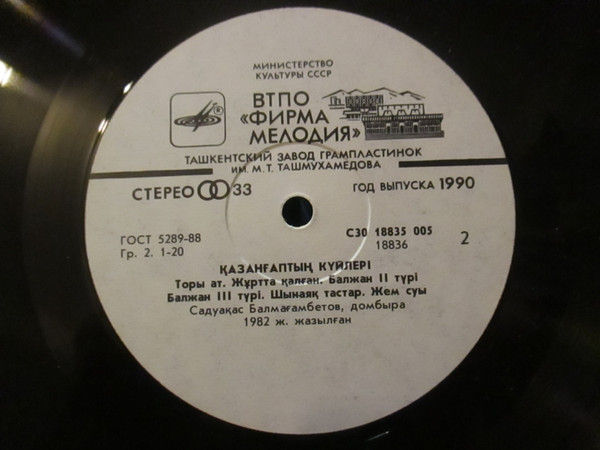 МИНИСТЕРСТВО
КУЛЬТУРЫ СССР
ВТПО
«ФИРМА
МЕЛОДИЯ»
ТАШКЕНТСКИЙ ЗАВОД ГРАМПЛАСТИНОК
ИМ. М. Т. ТАШМУХАМЕДОВА
СТЕРЕО 33
ГОД ВЫПУСКА 1990
ГОСТ 5289-88
Гр. 2. 1-20
С30 18835 005
18836
2
ҚАЗАНҒАПТЫҢ КҮЙЛЕРІ
Торы ат. Жұртта қалған. Балжан II түрі
Балжан III түрі. Шынаяқ тастар. Жем суы
Садуақас Балмағамбетов, домбыра
1982 ж. жазылған